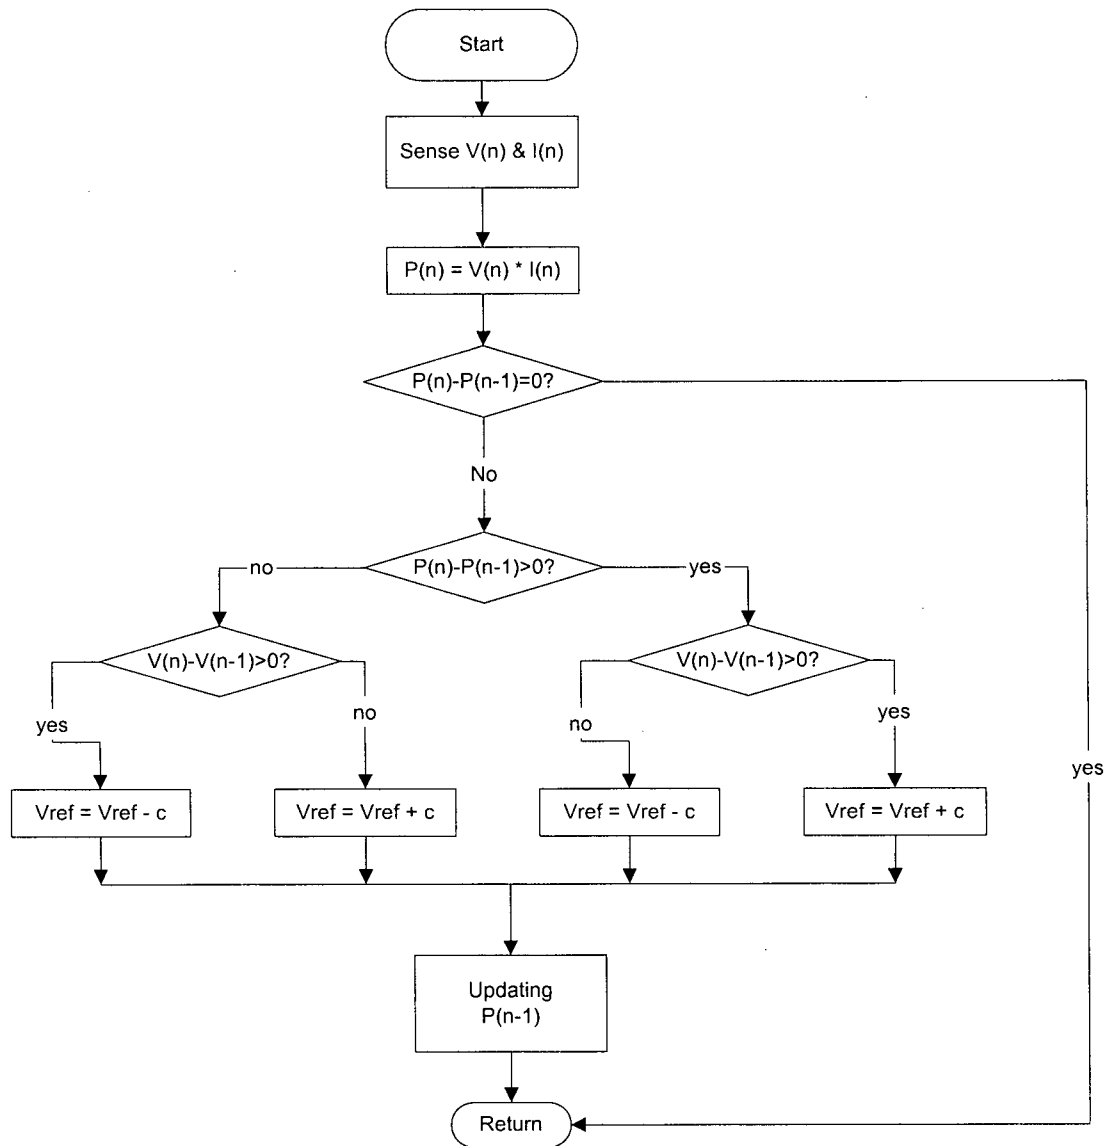 Start
Sense V(n) & I(n)
P(n) = V(n) * I(n)
P(n)-P(n-1)=0?
No
P(n)-P(n-1)>0?
no
yes
V(n)-V(n-1)>0?
V(n)-V(n-1)>0?
yes
no
no
yes
yes
Vref = Vref - c
Vref = Vref + c
Vref = Vref - c
Vref = Vref + c
Updating
P(n-1)
Return